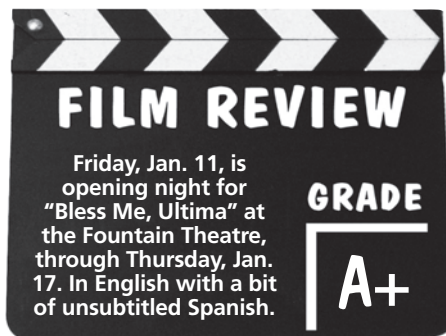 FILM REVIEW
Friday, Jan. 11, is
opening night for
“Bless Me, Ultima” at
the Fountain Theatre,
through Thursday, Jan.
17. In English with a bit
of unsubtitled Spanish.
GRADE
A+